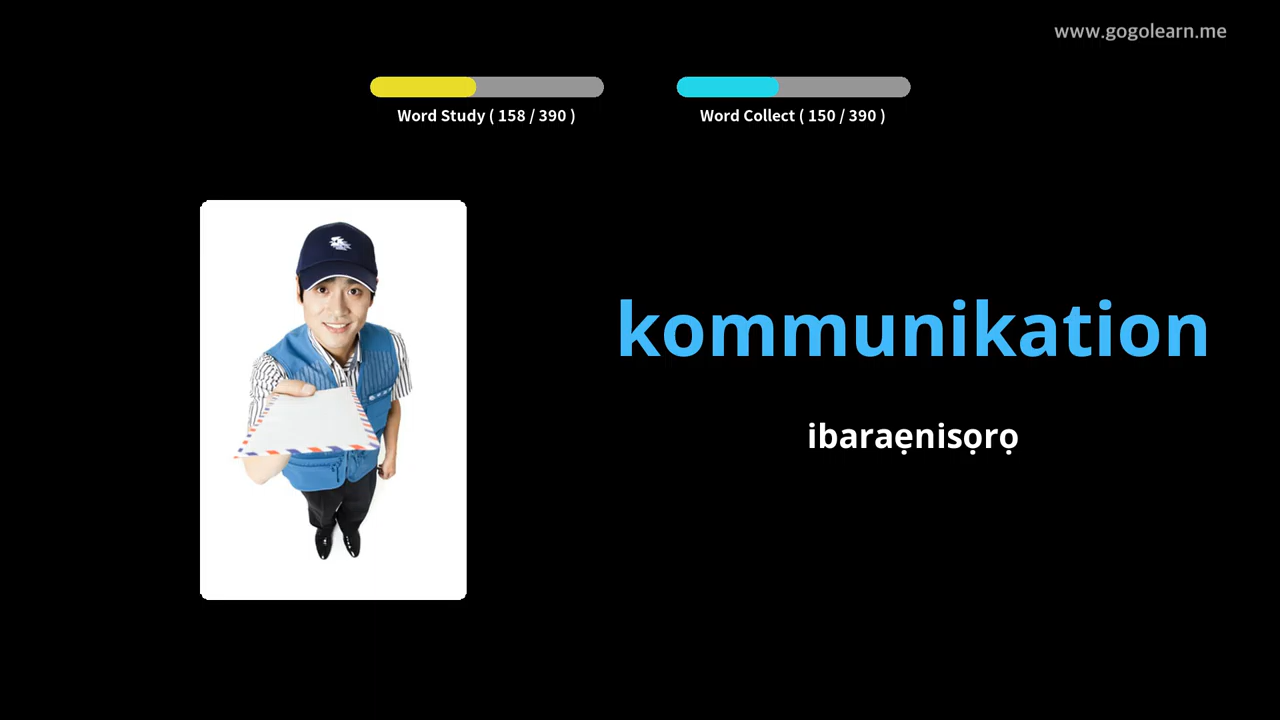 www.gogolearn.me
Word Study ( 158 / 390 )
Word Collect ( 150 / 390 )
kommunikation
ibaraẹnisọrọ